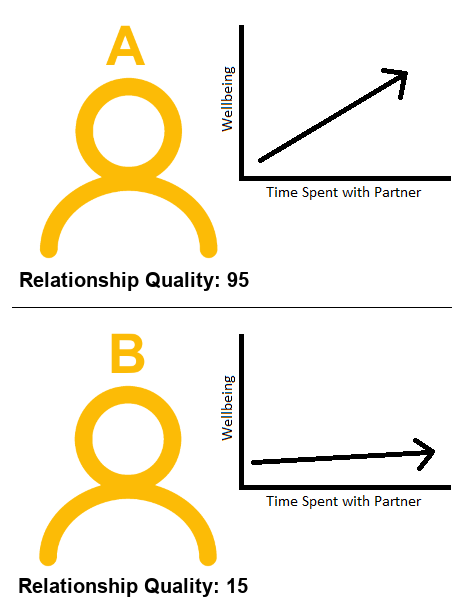 A
Wellbeing
Time Spent with Partner
Relationship Quality: 95
B
Wellbeing
Time Spent with Partner
Relationship Quality: 15